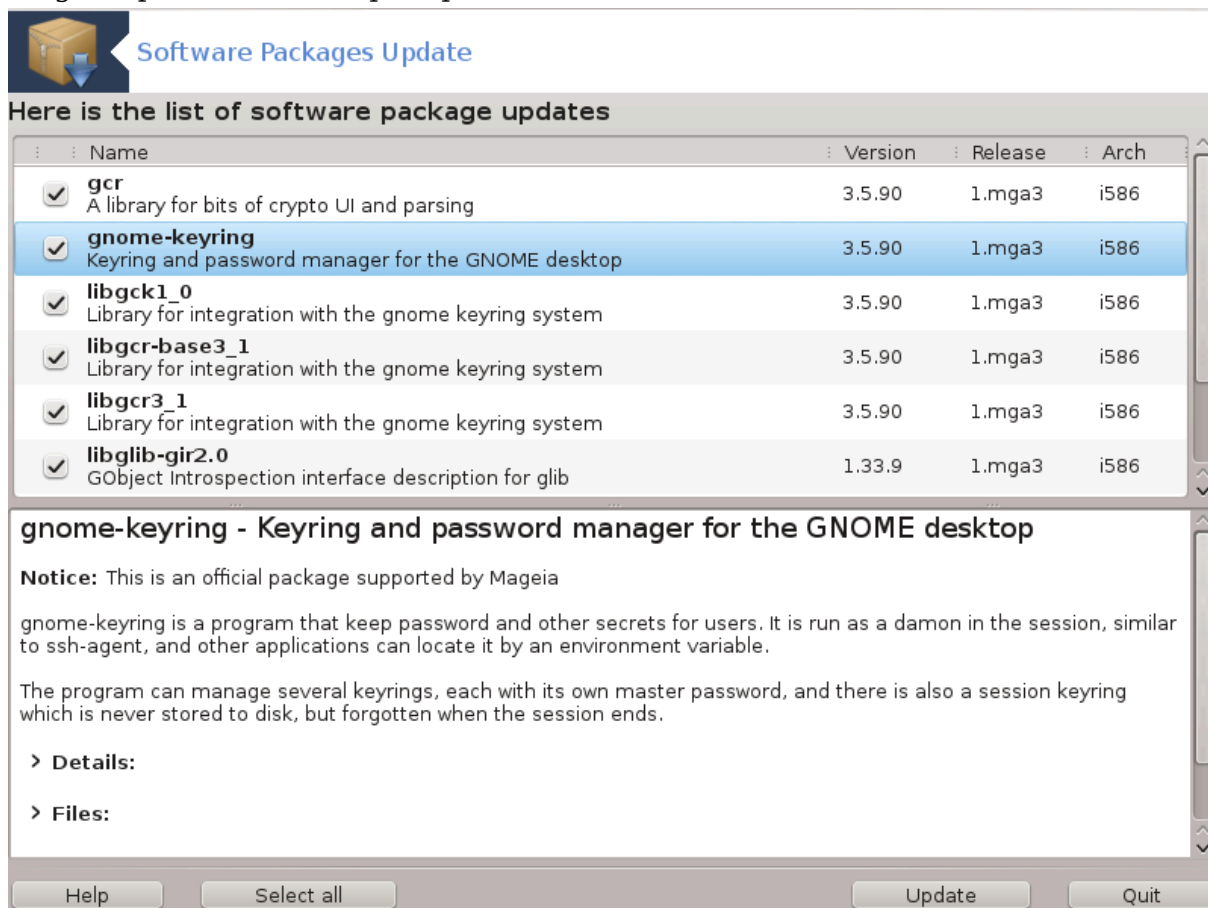 Software Packages Update
Here is the list of software package updates
Name Version Release Arch
gcr
A library for bits of crypto UI and parsing 3.5.90 1.mga3 i586
gnome-keyring
Keyring and password manager for the GNOME desktop 3.5.90 1.mga3 i586
libgck1_0
Library for integration with the gnome keyring system 3.5.90 1.mga3 i586
libgcr-base3_1
Library for integration with the gnome keyring system 3.5.90 1.mga3 i586
libgcr3_1
Library for integration with the gnome keyring system 3.5.90 1.mga3 i586
libglib-gir2.0
GObject Introspection interface description for glib 1.33.9 1.mga3 i586
gnome-keyring - Keyring and password manager for the GNOME desktop
Notice: This is an official package supported by Mageia
gnome-keyring is a program that keep password and other secrets for users. It is run as a damon in the session, similar
to ssh-agent, and other applications can locate it by an environment variable.
The program can manage several keyrings, each with its own master password, and there is also a session keyring
which is never stored to disk, but forgotten when the session ends.
> Details:
> Files:
Help Select all Update Quit